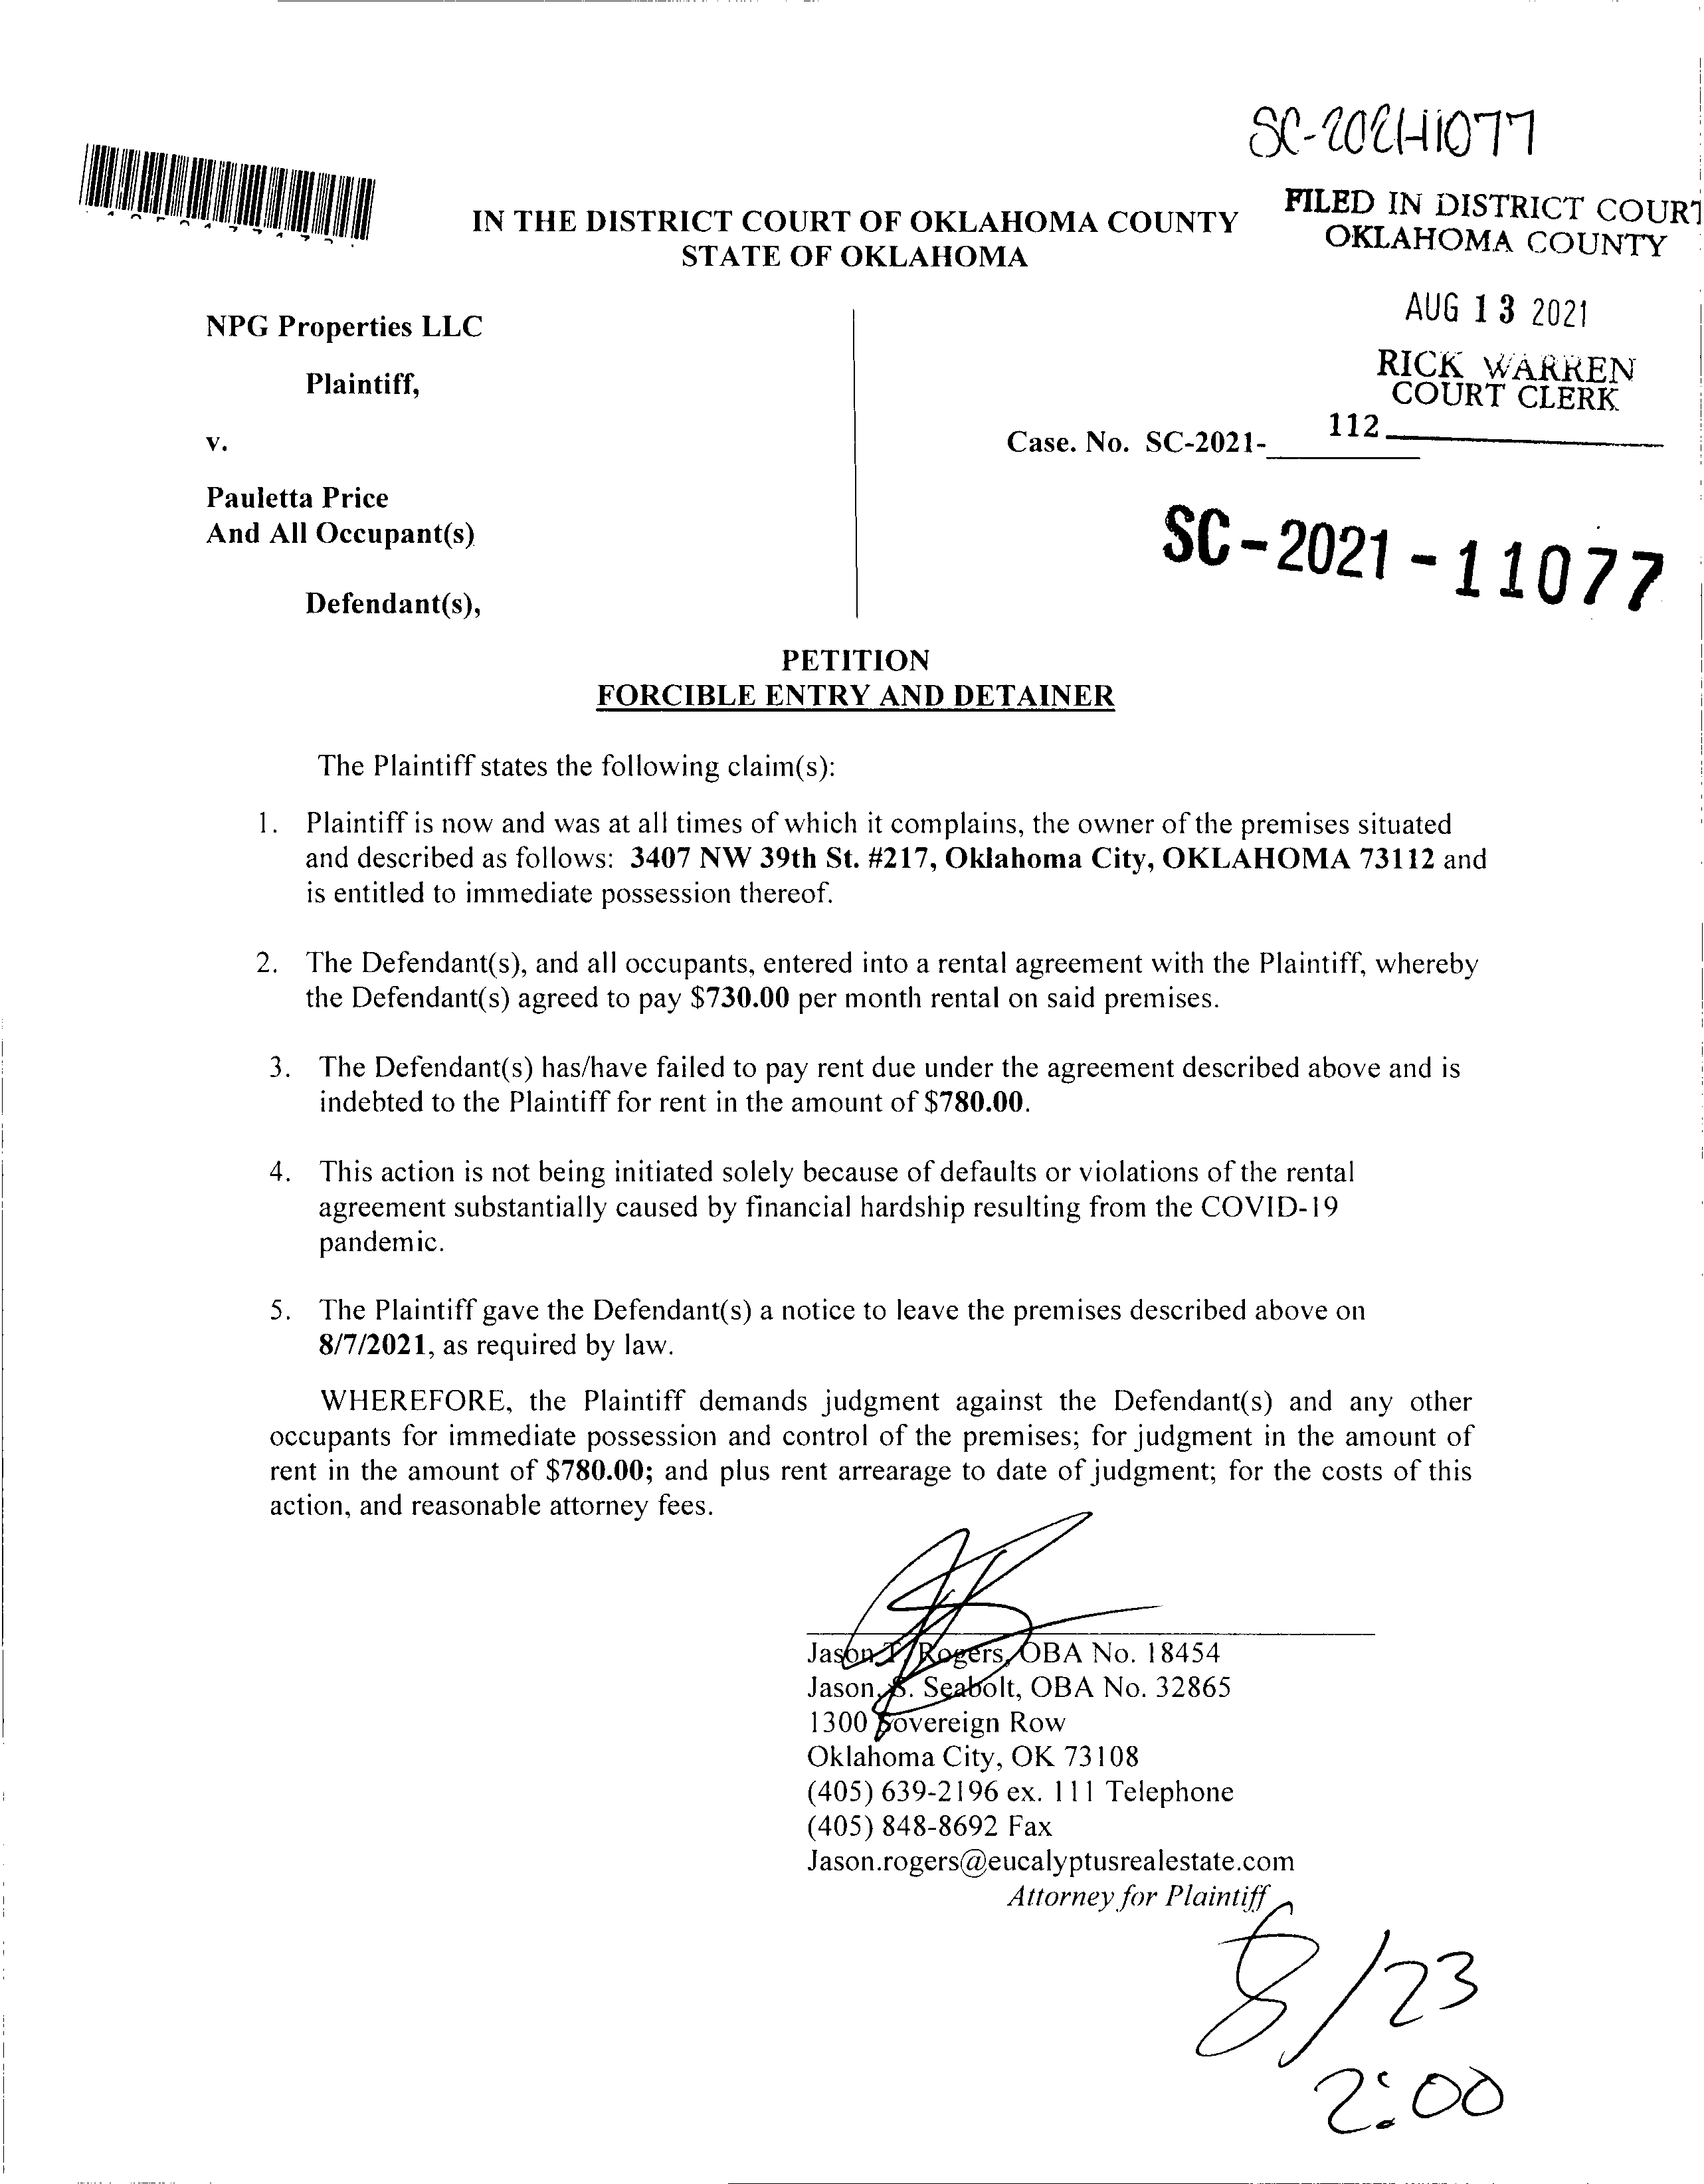 SC-2021-11077
FILED IN DISTRICT COURT
OKLAHOMA COUNTY
IN THE DISTRICT COURT OF OKLAHOMA COUNTY
STATE OF OKLAHOMA
AUG 13 2021
NPG Properties LLC
RICK WARREN
COURT CLERK
Plaintiff,
112
v.
Case. No. SC-2021-
Pauletta Price
And All Occupant(s)
SC-2021-11077
Defendant(s),
PETITION
FORCIBLE ENTRY AND DETAINER
The Plaintiff states the following claim(s):
1. Plaintiff is now and was at all times of which it complains, the owner of the premises situated
and described as follows: 3407 NW 39th St. #217, Oklahoma City, OKLAHOMA 73112 and
is entitled to immediate possession thereof.
2. The Defendant(s), and all occupants, entered into a rental agreement with the Plaintiff, whereby
the Defendant(s) agreed to pay $730.00 per month rental on said premises.
3. The Defendant(s) has/have failed to pay rent due under the agreement described above and is
indebted to the Plaintiff for rent in the amount of $780.00.
4. This action is not being initiated solely because of defaults or violations of the rental
agreement substantially caused by financial hardship resulting from the COVID-19
pandemic.
5. The Plaintiff gave the Defendant(s) a notice to leave the premises described above on
8/7/2021, as required by law.
WHEREFORE, the Plaintiff demands judgment against the Defendant(s) and any other
occupants for immediate possession and control of the premises; for judgment in the amount of
rent in the amount of $780.00; and plus rent arrearage to date of judgment; for the costs of this
action, and reasonable attorney fees.
Jason T. Rogers, OBA No. 18454
Jason S. Seabolt, OBA No. 32865
1300 Sovereign Row
Oklahoma City, OK 73108
(405) 639-2196 ex. 111 Telephone
(405) 848-8692 Fax
Jason.rogers@eucalyptusrealestate.com
Attorney for Plaintiff
8/23
2:00